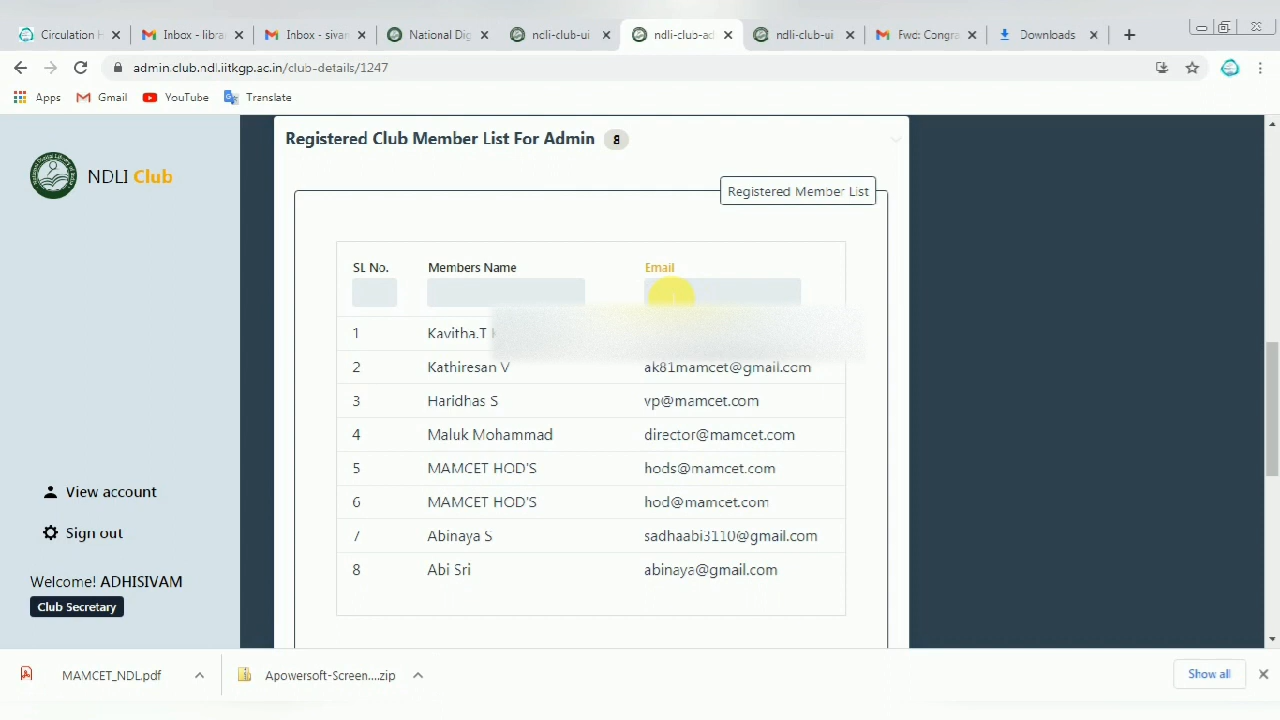 Circulation H
Inbox - libra
Inbox - sivar
National Dig
ncli-club-ui
ndli-club-ad
ndli-club-ui
Fwd: Congra
Downloads
admin.club.ndl.iitkgp.ac.in/club-details/1247
Apps Gmail YouTube Translate
NDLI Club
Registered Club Member List For Admin 8
Registered Member List
SL No. Members Name Email
1 Kavitha.T
2 Kathiresan V ak81mamcet@gmail.com
3 Haridhas S vp@mamcet.com
4 Maluk Mohammad director@mamcet.com
5 MAMCET HOD'S hods@mamcet.com
6 MAMCET HOD'S hod@mamcet.com
7 Abinaya S sadhaabi3110@gmail.com
8 Abi Sri abinaya@gmail.com
View account
Sign out
Welcome! ADHISIVAM
Club Secretary
MAMCET_NDL.pdf
Apowersoft-Screen....zip
Show all